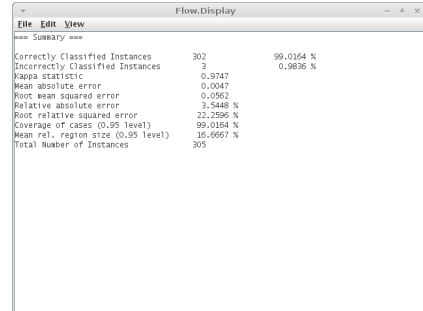 Flow.Display
File Edit View
=== Summary ===
Correctly Classified Instances 302 99.0164 %
Incorrectly Classified Instances 3 0.9836 %
Kappa statistic 0.9747
Mean absolute error 0.0047
Root mean squared error 0.0562
Relative absolute error 3.5448 %
Root relative squared error 22.2596 %
Coverage of cases (0.95 level) 99.0164 %
Mean rel. region size (0.95 level) 16.6667 %
Total Number of Instances 305